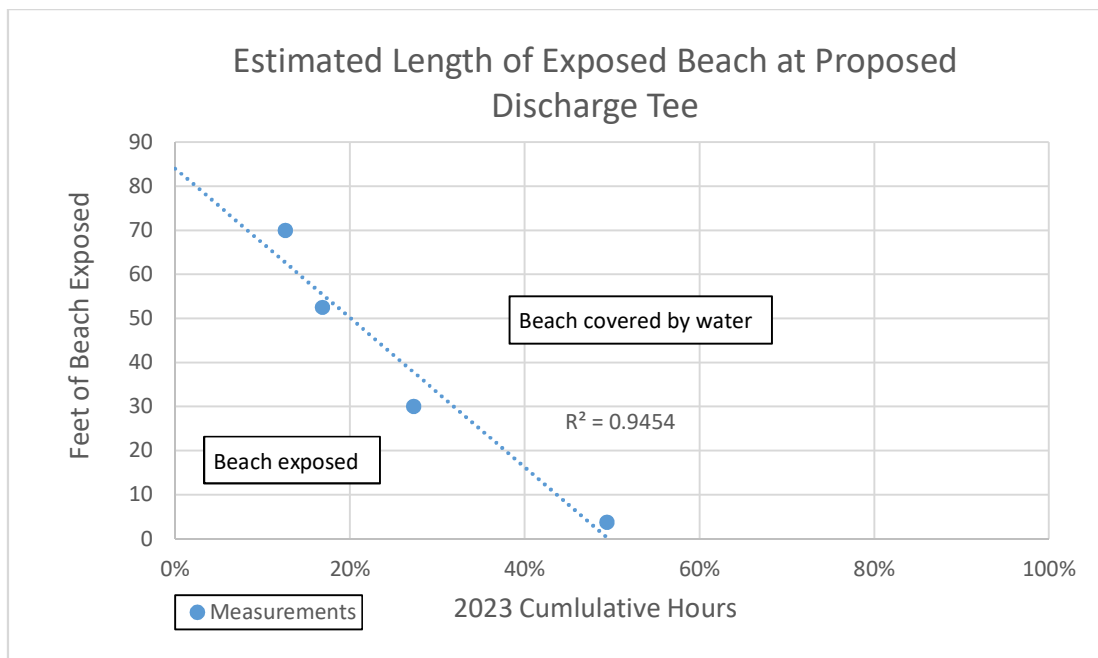 Estimated Length of Exposed Beach at Proposed
Discharge Tee
90
80
70
60
50
40
30
20
10
0
Feet of Beach Exposed
Beach covered by water
R² = 0.9454
Beach exposed
0% 20% 40% 60% 80% 100%
2023 Cumlulative Hours
Measurements